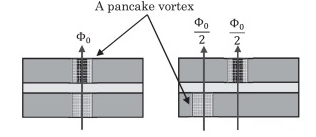 A pancake vortex
Φ₀
Φ₀/2 Φ₀/2